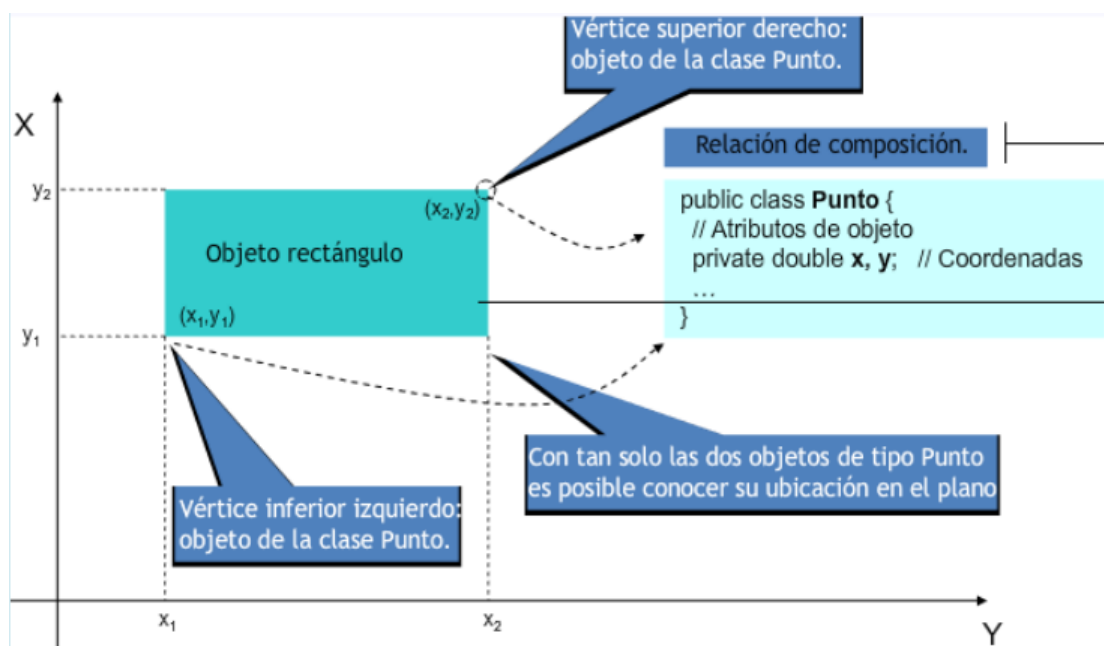 Vértice superior derecho:
objeto de la clase Punto.
X
Relación de composición.
y₂
(x₂,y₂)
public class Punto {
// Atributos de objeto
private double x, y;   // Coordenadas
...
}
Objeto rectángulo
(x₁,y₁)
y₁
Con tan solo las dos objetos de tipo Punto
es posible conocer su ubicación en el plano
Vértice inferior izquierdo:
objeto de la clase Punto.
x₁
x₂
Y